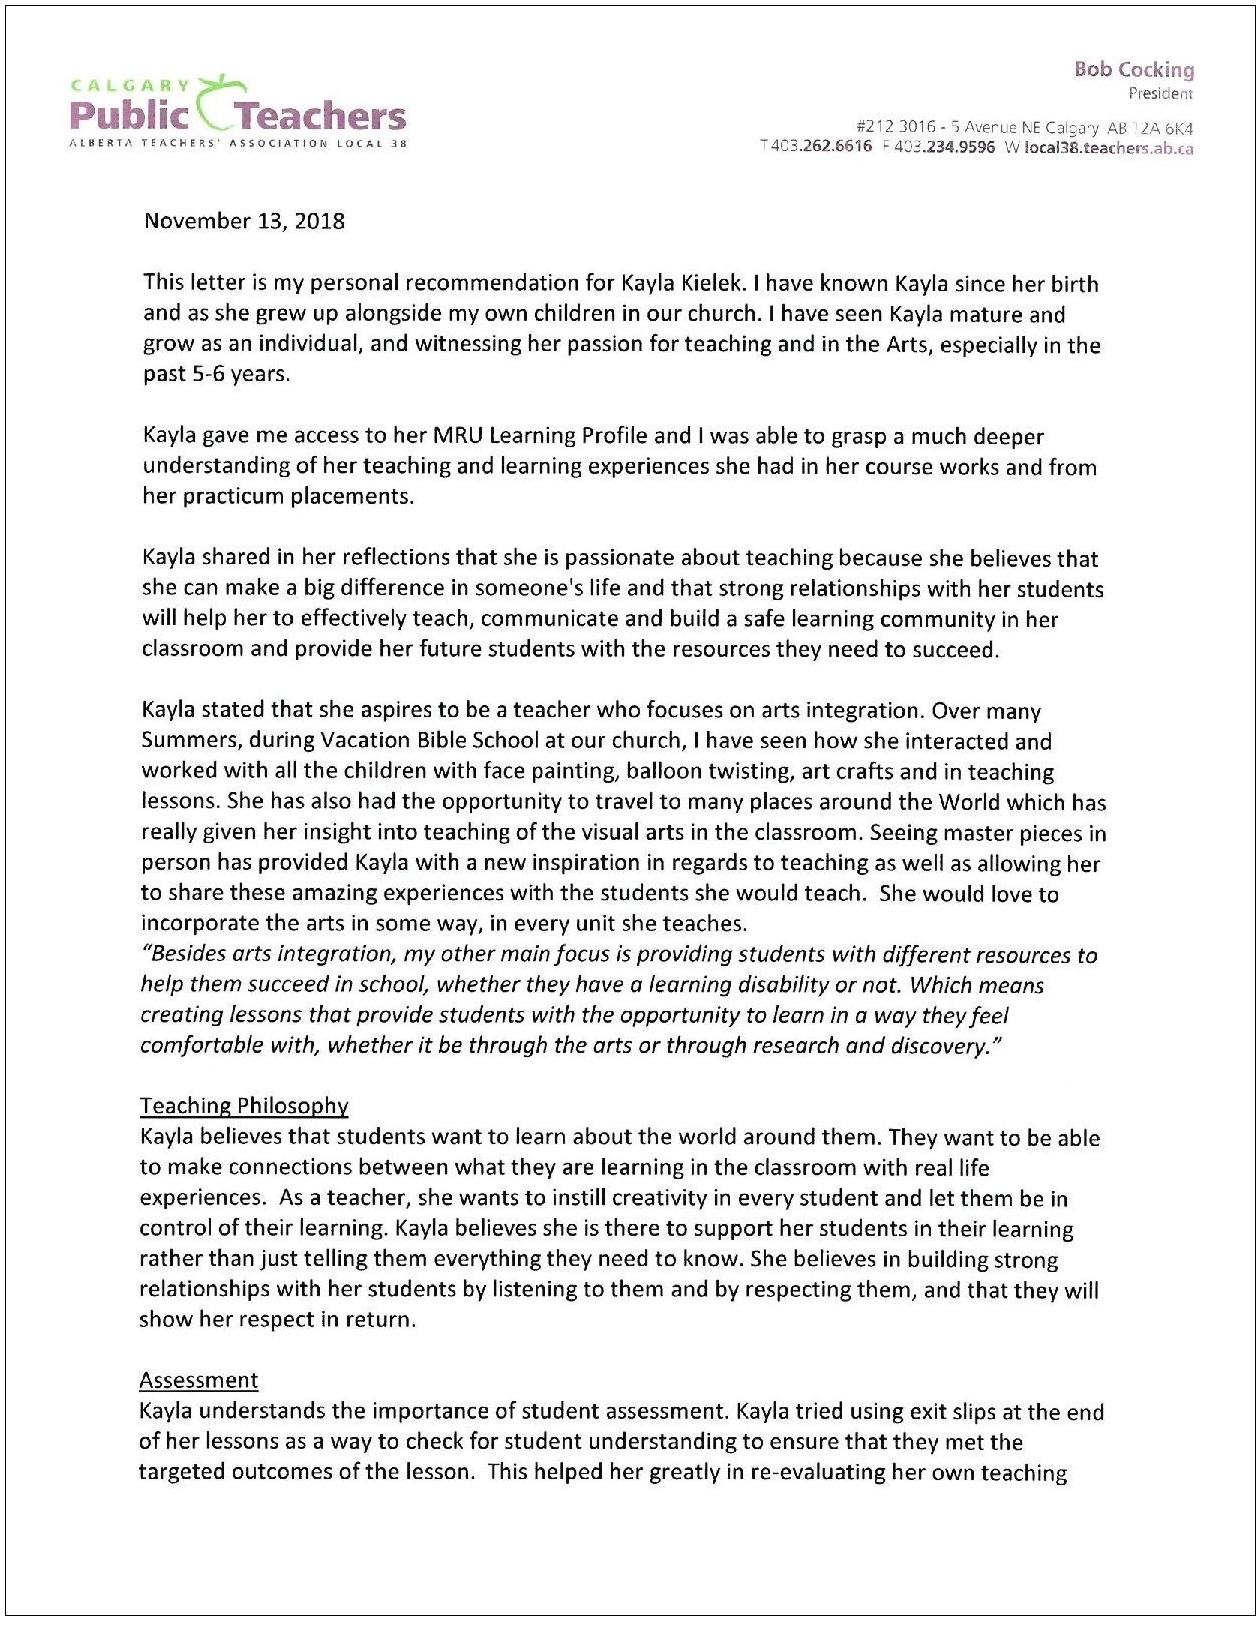 CALGARY
Public Teachers
ALBERTA TEACHERS' ASSOCIATION LOCAL 38
Bob Cocking
President
#212 3016 - 5 Avenue NE Calgary AB T2A 6K4
T 403.262.6616 F 403.234.9596 W local38.teachers.ab.ca
November 13, 2018
This letter is my personal recommendation for Kayla Kielek. I have known Kayla since her birth
and as she grew up alongside my own children in our church. I have seen Kayla mature and
grow as an individual, and witnessing her passion for teaching and in the Arts, especially in the
past 5-6 years.
Kayla gave me access to her MRU Learning Profile and I was able to grasp a much deeper
understanding of her teaching and learning experiences she had in her course works and from
her practicum placements.
Kayla shared in her reflections that she is passionate about teaching because she believes that
she can make a big difference in someone's life and that strong relationships with her students
will help her to effectively teach, communicate and build a safe learning community in her
classroom and provide her future students with the resources they need to succeed.
Kayla stated that she aspires to be a teacher who focuses on arts integration. Over many
Summers, during Vacation Bible School at our church, I have seen how she interacted and
worked with all the children with face painting, balloon twisting, art crafts and in teaching
lessons. She has also had the opportunity to travel to many places around the World which has
really given her insight into teaching of the visual arts in the classroom. Seeing master pieces in
person has provided Kayla with a new inspiration in regards to teaching as well as allowing her
to share these amazing experiences with the students she would teach.  She would love to
incorporate the arts in some way, in every unit she teaches.
"Besides arts integration, my other main focus is providing students with different resources to
help them succeed in school, whether they have a learning disability or not. Which means
creating lessons that provide students with the opportunity to learn in a way they feel
comfortable with, whether it be through the arts or through research and discovery."
Teaching Philosophy
Kayla believes that students want to learn about the world around them. They want to be able
to make connections between what they are learning in the classroom with real life
experiences.  As a teacher, she wants to instill creativity in every student and let them be in
control of their learning. Kayla believes she is there to support her students in their learning
rather than just telling them everything they need to know. She believes in building strong
relationships with her students by listening to them and by respecting them, and that they will
show her respect in return.
Assessment
Kayla understands the importance of student assessment. Kayla tried using exit slips at the end
of her lessons as a way to check for student understanding to ensure that they met the
targeted outcomes of the lesson.  This helped her greatly in re-evaluating her own teaching